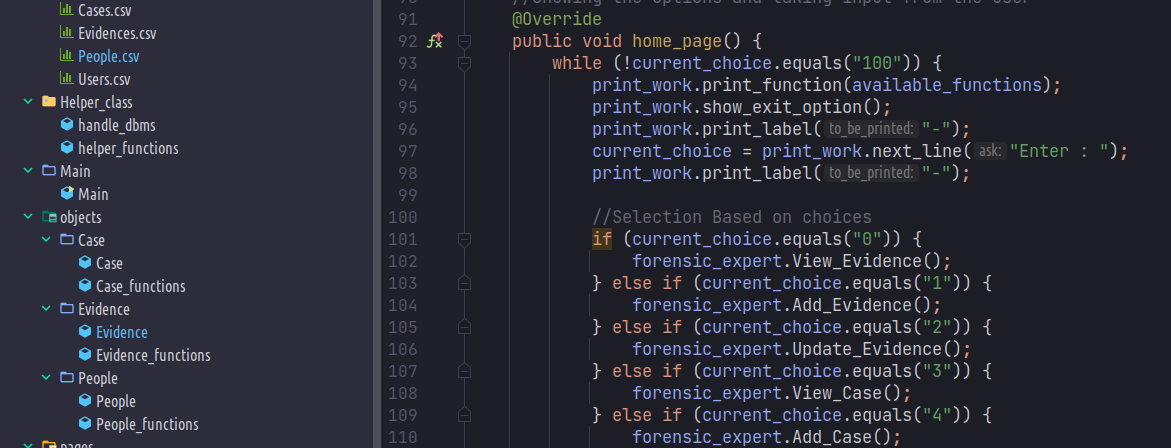 Cases.csv
Evidences.csv
People.csv
Users.csv
Helper_class
handle_dbms
helper_functions
Main
Main
objects
Case
Case
Case_functions
Evidence
Evidence
Evidence_functions
People
People
People_functions
pages
90 //Showing the options and taking input from the user
91 @Override
92 public void home_page() {
93 while (!current_choice.equals("100")) {
94 print_work.print_function(available_functions);
95 print_work.show_exit_option();
96 print_work.print_label( to_be_printed: "-");
97 current_choice = print_work.next_line( ask: "Enter : ");
98 print_work.print_label( to_be_printed: "-");
99
100 //Selection Based on choices
101 if (current_choice.equals("0")) {
102 forensic_expert.View_Evidence();
103 } else if (current_choice.equals("1")) {
104 forensic_expert.Add_Evidence();
105 } else if (current_choice.equals("2")) {
106 forensic_expert.Update_Evidence();
107 } else if (current_choice.equals("3")) {
108 forensic_expert.View_Case();
109 } else if (current_choice.equals("4")) {
110 forensic_expert.Add_Case();